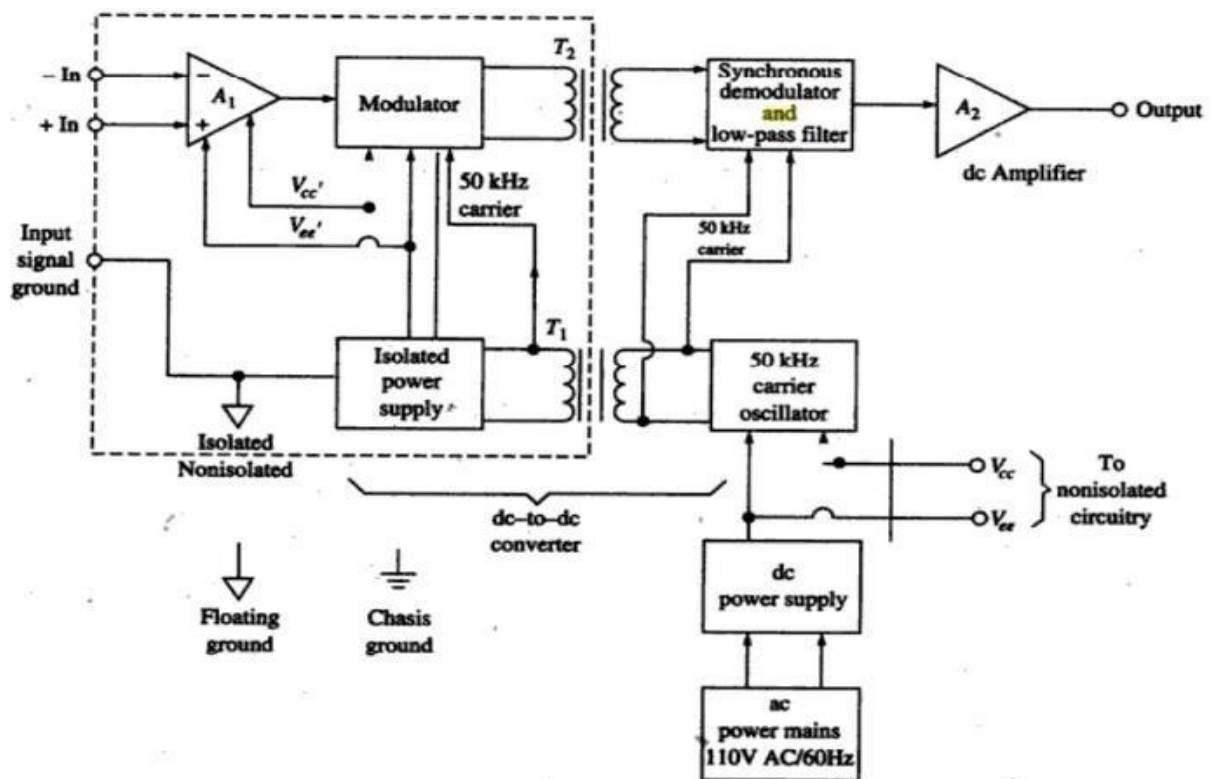 T2
– In
−
A1
+
+ In
Modulator
Synchronous
demodulator
and
low-pass filter
A2
Output
dc Amplifier
Vcc'
Vee'
50 kHz
carrier
50 kHz
carrier
Input
signal
ground
T1
Isolated
power
supply
50 kHz
carrier
oscillator
Isolated
Nonisolated
Vcc
Vee
To
nonisolated
circuitry
dc–to–dc
converter
dc
power supply
Floating
ground
Chasis
ground
ac
power mains
110V AC/60Hz